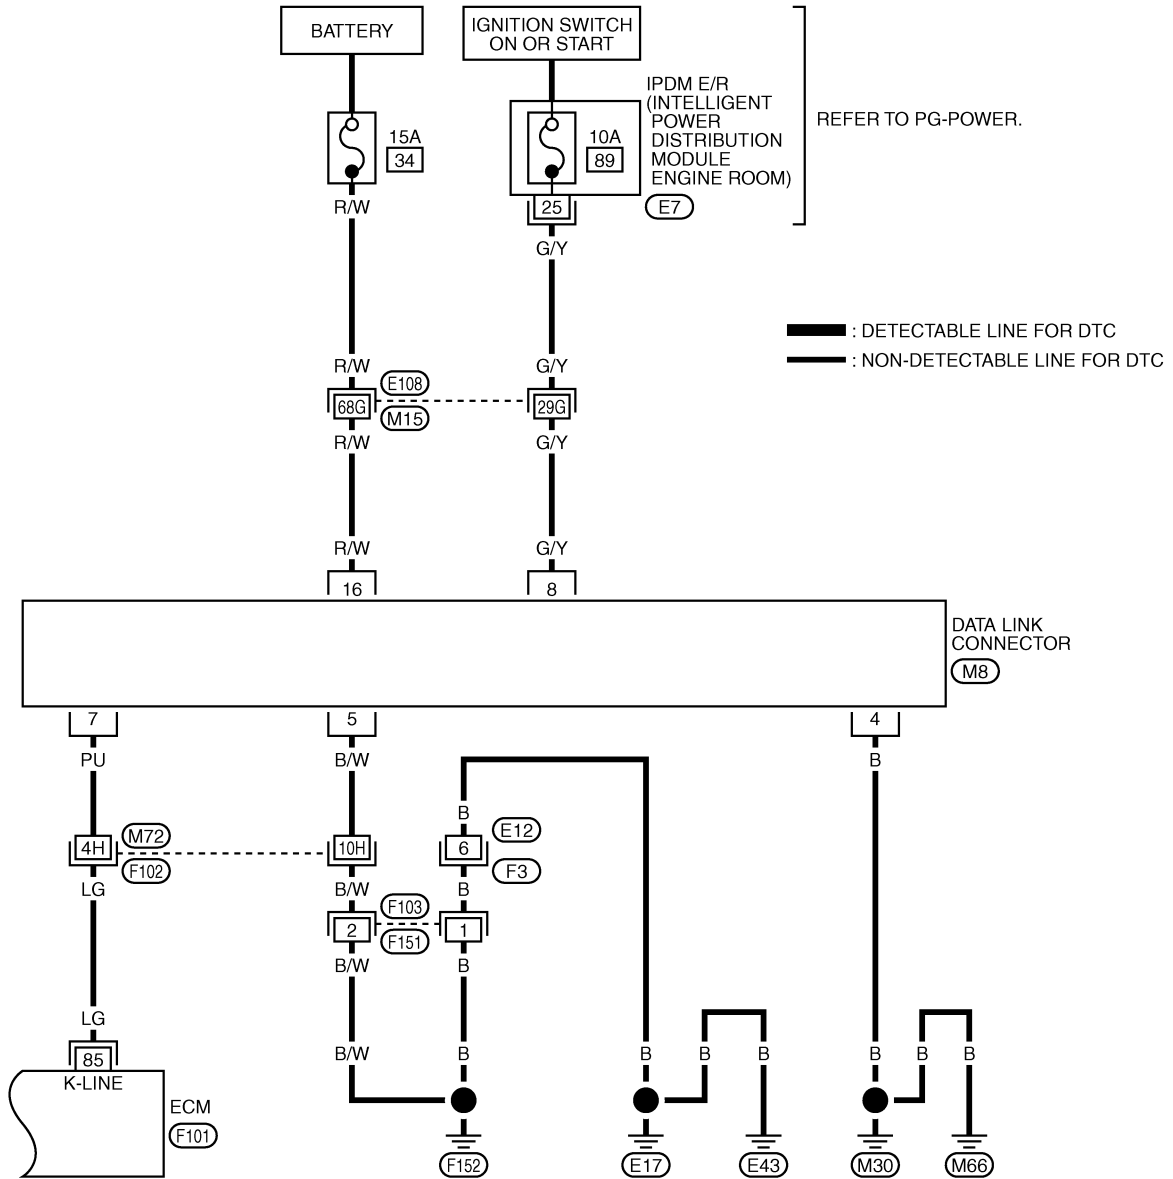 BATTERY
IGNITION SWITCH
ON OR START
IPDM E/R
(INTELLIGENT
POWER
DISTRIBUTION
MODULE
ENGINE ROOM)
REFER TO PG-POWER.
15A
34
10A
89
R/W
25
E7
G/Y
: DETECTABLE LINE FOR DTC
: NON-DETECTABLE LINE FOR DTC
R/W
E108
G/Y
68G
M15
29G
R/W
G/Y
R/W
G/Y
16
8
DATA LINK
CONNECTOR
M8
7
5
4
PU
B/W
B
B
M72
E12
4H
10H
6
F102
F3
LG
B/W
B
F103
2
1
F151
B/W
B
LG
B/W
B
B
B
B
B
B
B
85
K-LINE
ECM
F101
F152
E17
E43
M30
M66